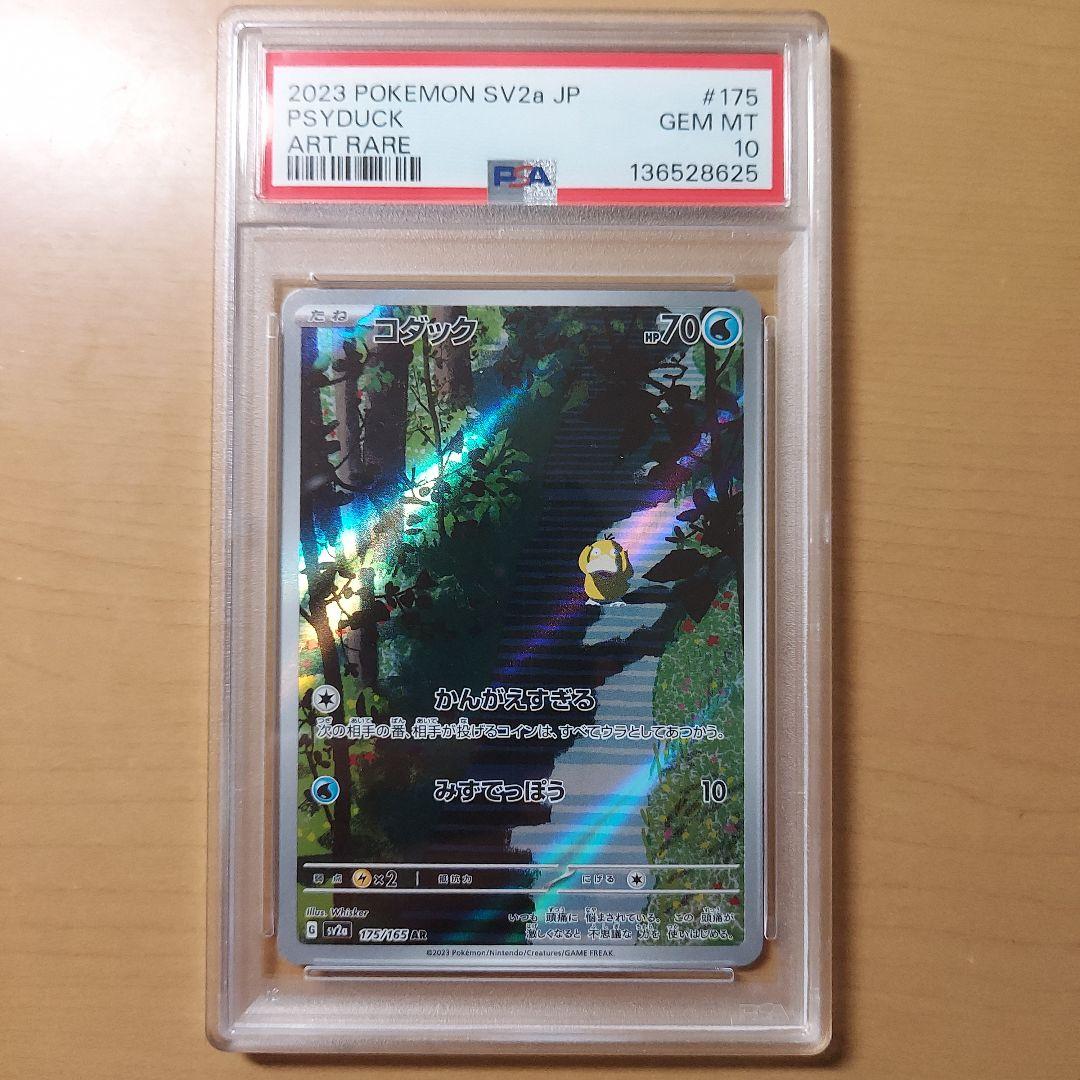 2023 POKEMON SV2a JP #175
PSYDUCK GEM MT
ART RARE 10
PSA 136528625
たね コダック HP70
かんがえすぎる
次の相手の番、相手が投げるコインは、すべてウラとしてあつかう。
みずでっぽう 10
弱点 ×2 抵抗力 にげる
Illus. Whisker
いつも 頭痛に 悩まされている。 この 頭痛が
激しくなると 不思議な 力を 使いはじめる。
G sv2a 175/165 AR
©2023 Pokémon/Nintendo/Creatures/GAME FREAK.
PSA